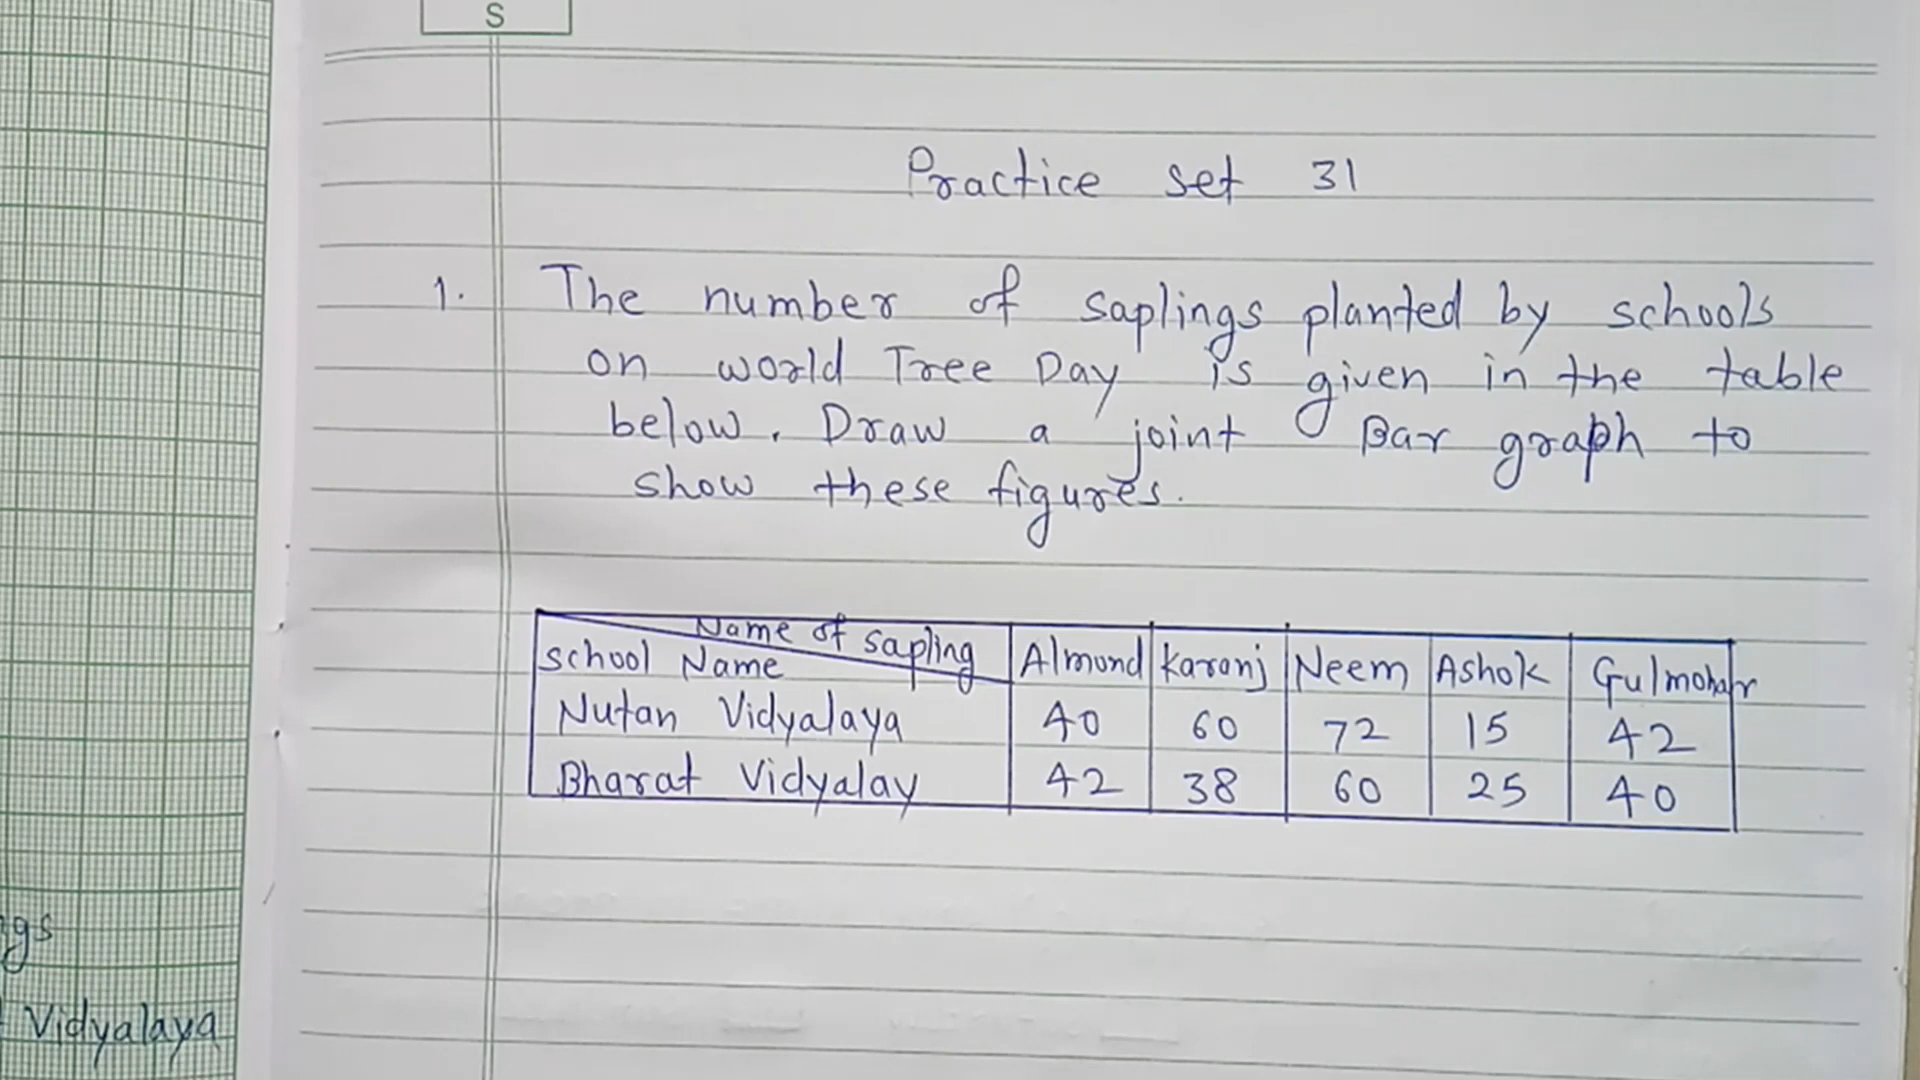 S
Practice set 31
1. The number of saplings planted by schools
on world Tree Day is given in the table
below. Draw a joint Bar graph to
show these figures.
Name of sapling
School Name Almond Karanj Neem Ashok Gulmohar
Nutan Vidyalaya 40 60 72 15 42
Bharat Vidyalay 42 38 60 25 40
ngs
Vidyalaya